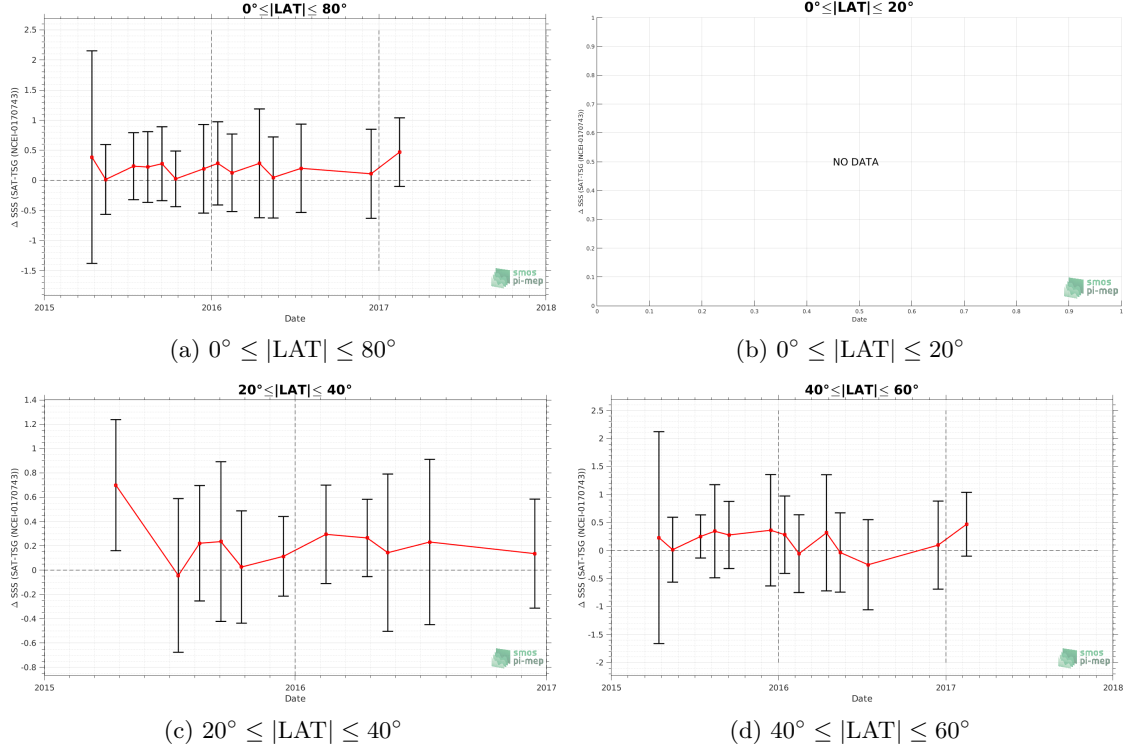 0°≤|LAT|≤ 80°
Δ SSS (SAT-TSG (NCEI-0170743))
2.5
2
1.5
1
0.5
0
-0.5
-1
-1.5
2015
2016
2017
2018
Date
smos
pi-mep
(a) 0° ≤ |LAT| ≤ 80°
0°≤|LAT|≤ 20°
Δ SSS (SAT-TSG (NCEI-0170743))
1
0.9
0.8
0.7
0.6
0.5
0.4
0.3
0.2
0.1
0
NO DATA
0
0.1
0.2
0.3
0.4
0.5
0.6
0.7
0.8
0.9
1
Date
smos
pi-mep
(b) 0° ≤ |LAT| ≤ 20°
20°≤|LAT|≤ 40°
Δ SSS (SAT-TSG (NCEI-0170743))
1.4
1.2
1
0.8
0.6
0.4
0.2
0
-0.2
-0.4
-0.6
-0.8
2015
2016
2017
Date
smos
pi-mep
(c) 20° ≤ |LAT| ≤ 40°
40°≤|LAT|≤ 60°
Δ SSS (SAT-TSG (NCEI-0170743))
2.5
2
1.5
1
0.5
0
-0.5
-1
-1.5
-2
2015
2016
2017
2018
Date
smos
pi-mep
(d) 40° ≤ |LAT| ≤ 60°